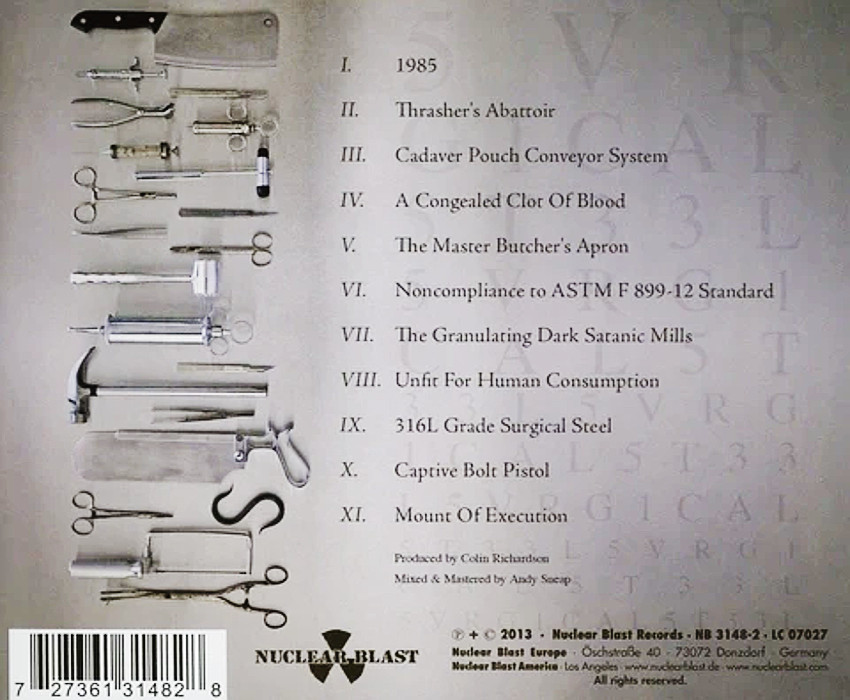 I. 1985
II. Thrasher's Abattoir
III. Cadaver Pouch Conveyor System
IV. A Congealed Clot Of Blood
V. The Master Butcher's Apron
VI. Noncompliance to ASTM F 899-12 Standard
VII. The Granulating Dark Satanic Mills
VIII. Unfit For Human Consumption
IX. 316L Grade Surgical Steel
X. Captive Bolt Pistol
XI. Mount Of Execution
Produced by Colin Richardson
Mixed & Mastered by Andy Sneap
NUCLEAR BLAST
℗ + © 2013 · Nuclear Blast Records · NB 3148-2 · LC 07027
Nuclear Blast Europe · Öschstraße 40 · 73072 Donzdorf · Germany
Nuclear Blast America · Los Angeles · www.nuclearblast.de · www.nuclearblast.com
All rights reserved.
7 27361 31482 8